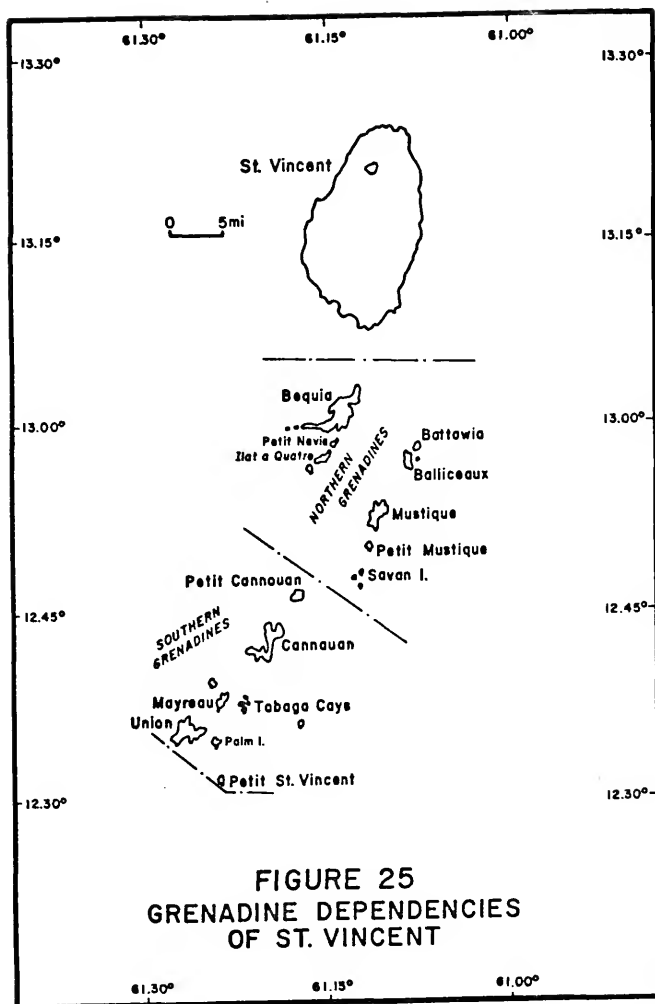 61.30° 61.15° 61.00°
13.30° 13.30°
St. Vincent
0 5mi
13.15° 13.15°
Bequia
13.00° 13.00°
Petit Nevis
Battawia
Ilat a Quatre
Balliceaux
NORTHERN
GRENADINES
Mustique
Petit Mustique
Savan I.
Petit Cannouan
12.45° 12.45°
SOUTHERN
GRENADINES
Cannauan
Mayreau
Tobago Cays
Union
Palm I.
Petit St. Vincent
12.30° 12.30°
FIGURE 25
GRENADINE DEPENDENCIES
OF ST. VINCENT
61.30° 61.15° 61.00°